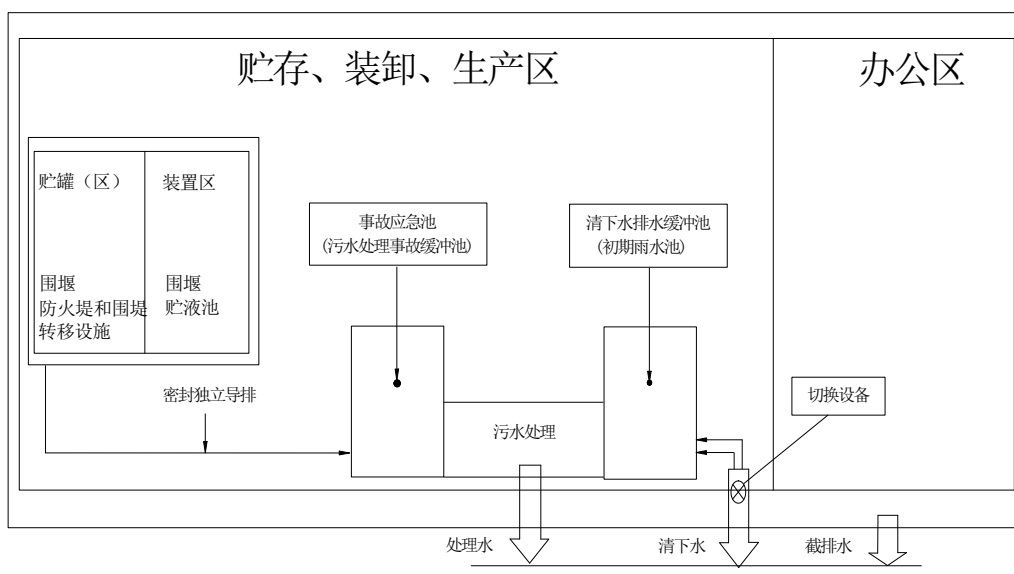 贮存、装卸、生产区
办公区
贮罐（区）
装置区
事故应急池
(污水处理事故缓冲池)
清下水排水缓冲池
(初期雨水池)
围堰
防火堤和围堤
转移设施
围堰
贮液池
密封独立导排
切换设备
污水处理
处理水
清下水
截排水